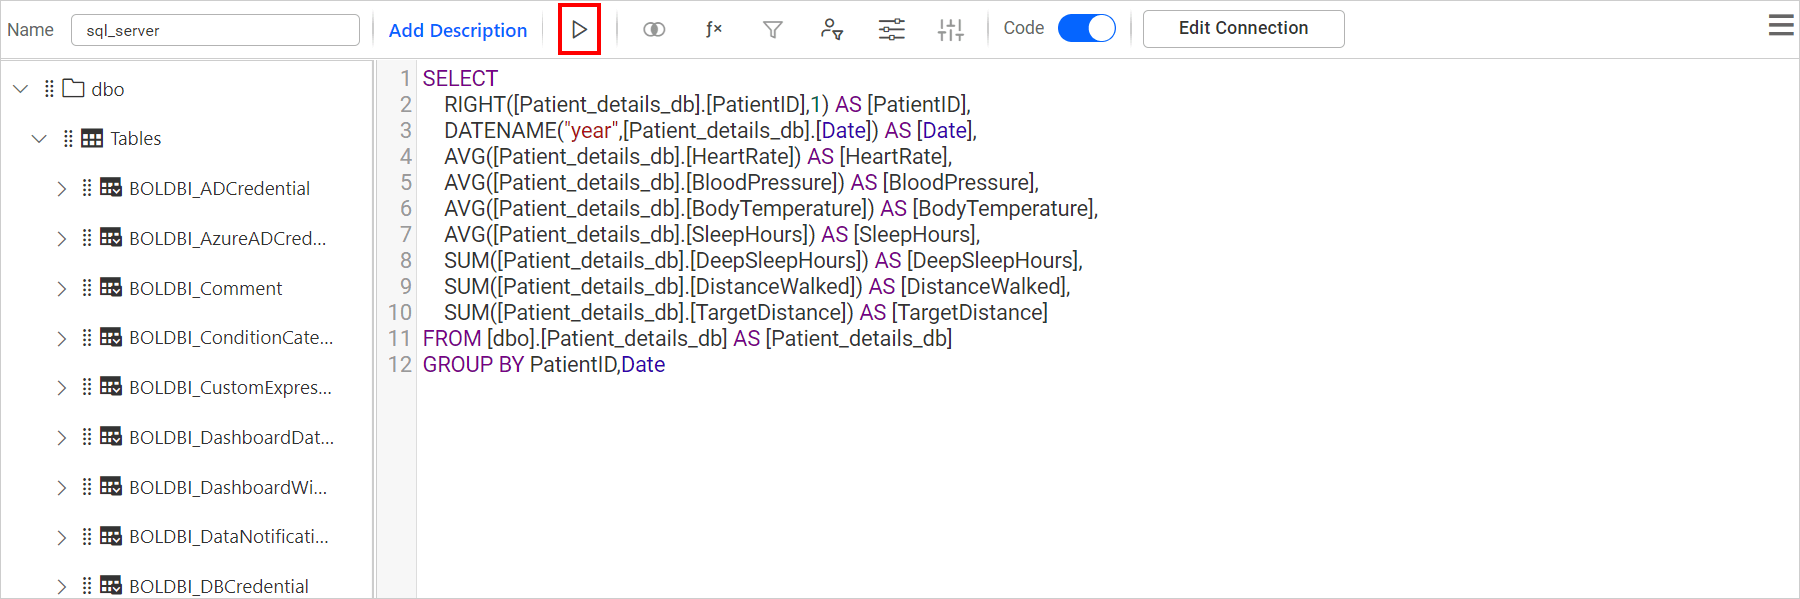 Name sql_server Add Description fx Code Edit Connection
dbo
Tables
BOLDBI_ADCredential
BOLDBI_AzureADCred...
BOLDBI_Comment
BOLDBI_ConditionCate...
BOLDBI_CustomExpres...
BOLDBI_DashboardDat...
BOLDBI_DashboardWi...
BOLDBI_DataNotificati...
BOLDBI_DBCredential
1 SELECT
2 RIGHT([Patient_details_db].[PatientID],1) AS [PatientID],
3 DATENAME("year",[Patient_details_db].[Date]) AS [Date],
4 AVG([Patient_details_db].[HeartRate]) AS [HeartRate],
5 AVG([Patient_details_db].[BloodPressure]) AS [BloodPressure],
6 AVG([Patient_details_db].[BodyTemperature]) AS [BodyTemperature],
7 AVG([Patient_details_db].[SleepHours]) AS [SleepHours],
8 SUM([Patient_details_db].[DeepSleepHours]) AS [DeepSleepHours],
9 SUM([Patient_details_db].[DistanceWalked]) AS [DistanceWalked],
10 SUM([Patient_details_db].[TargetDistance]) AS [TargetDistance]
11 FROM [dbo].[Patient_details_db] AS [Patient_details_db]
12 GROUP BY PatientID,Date